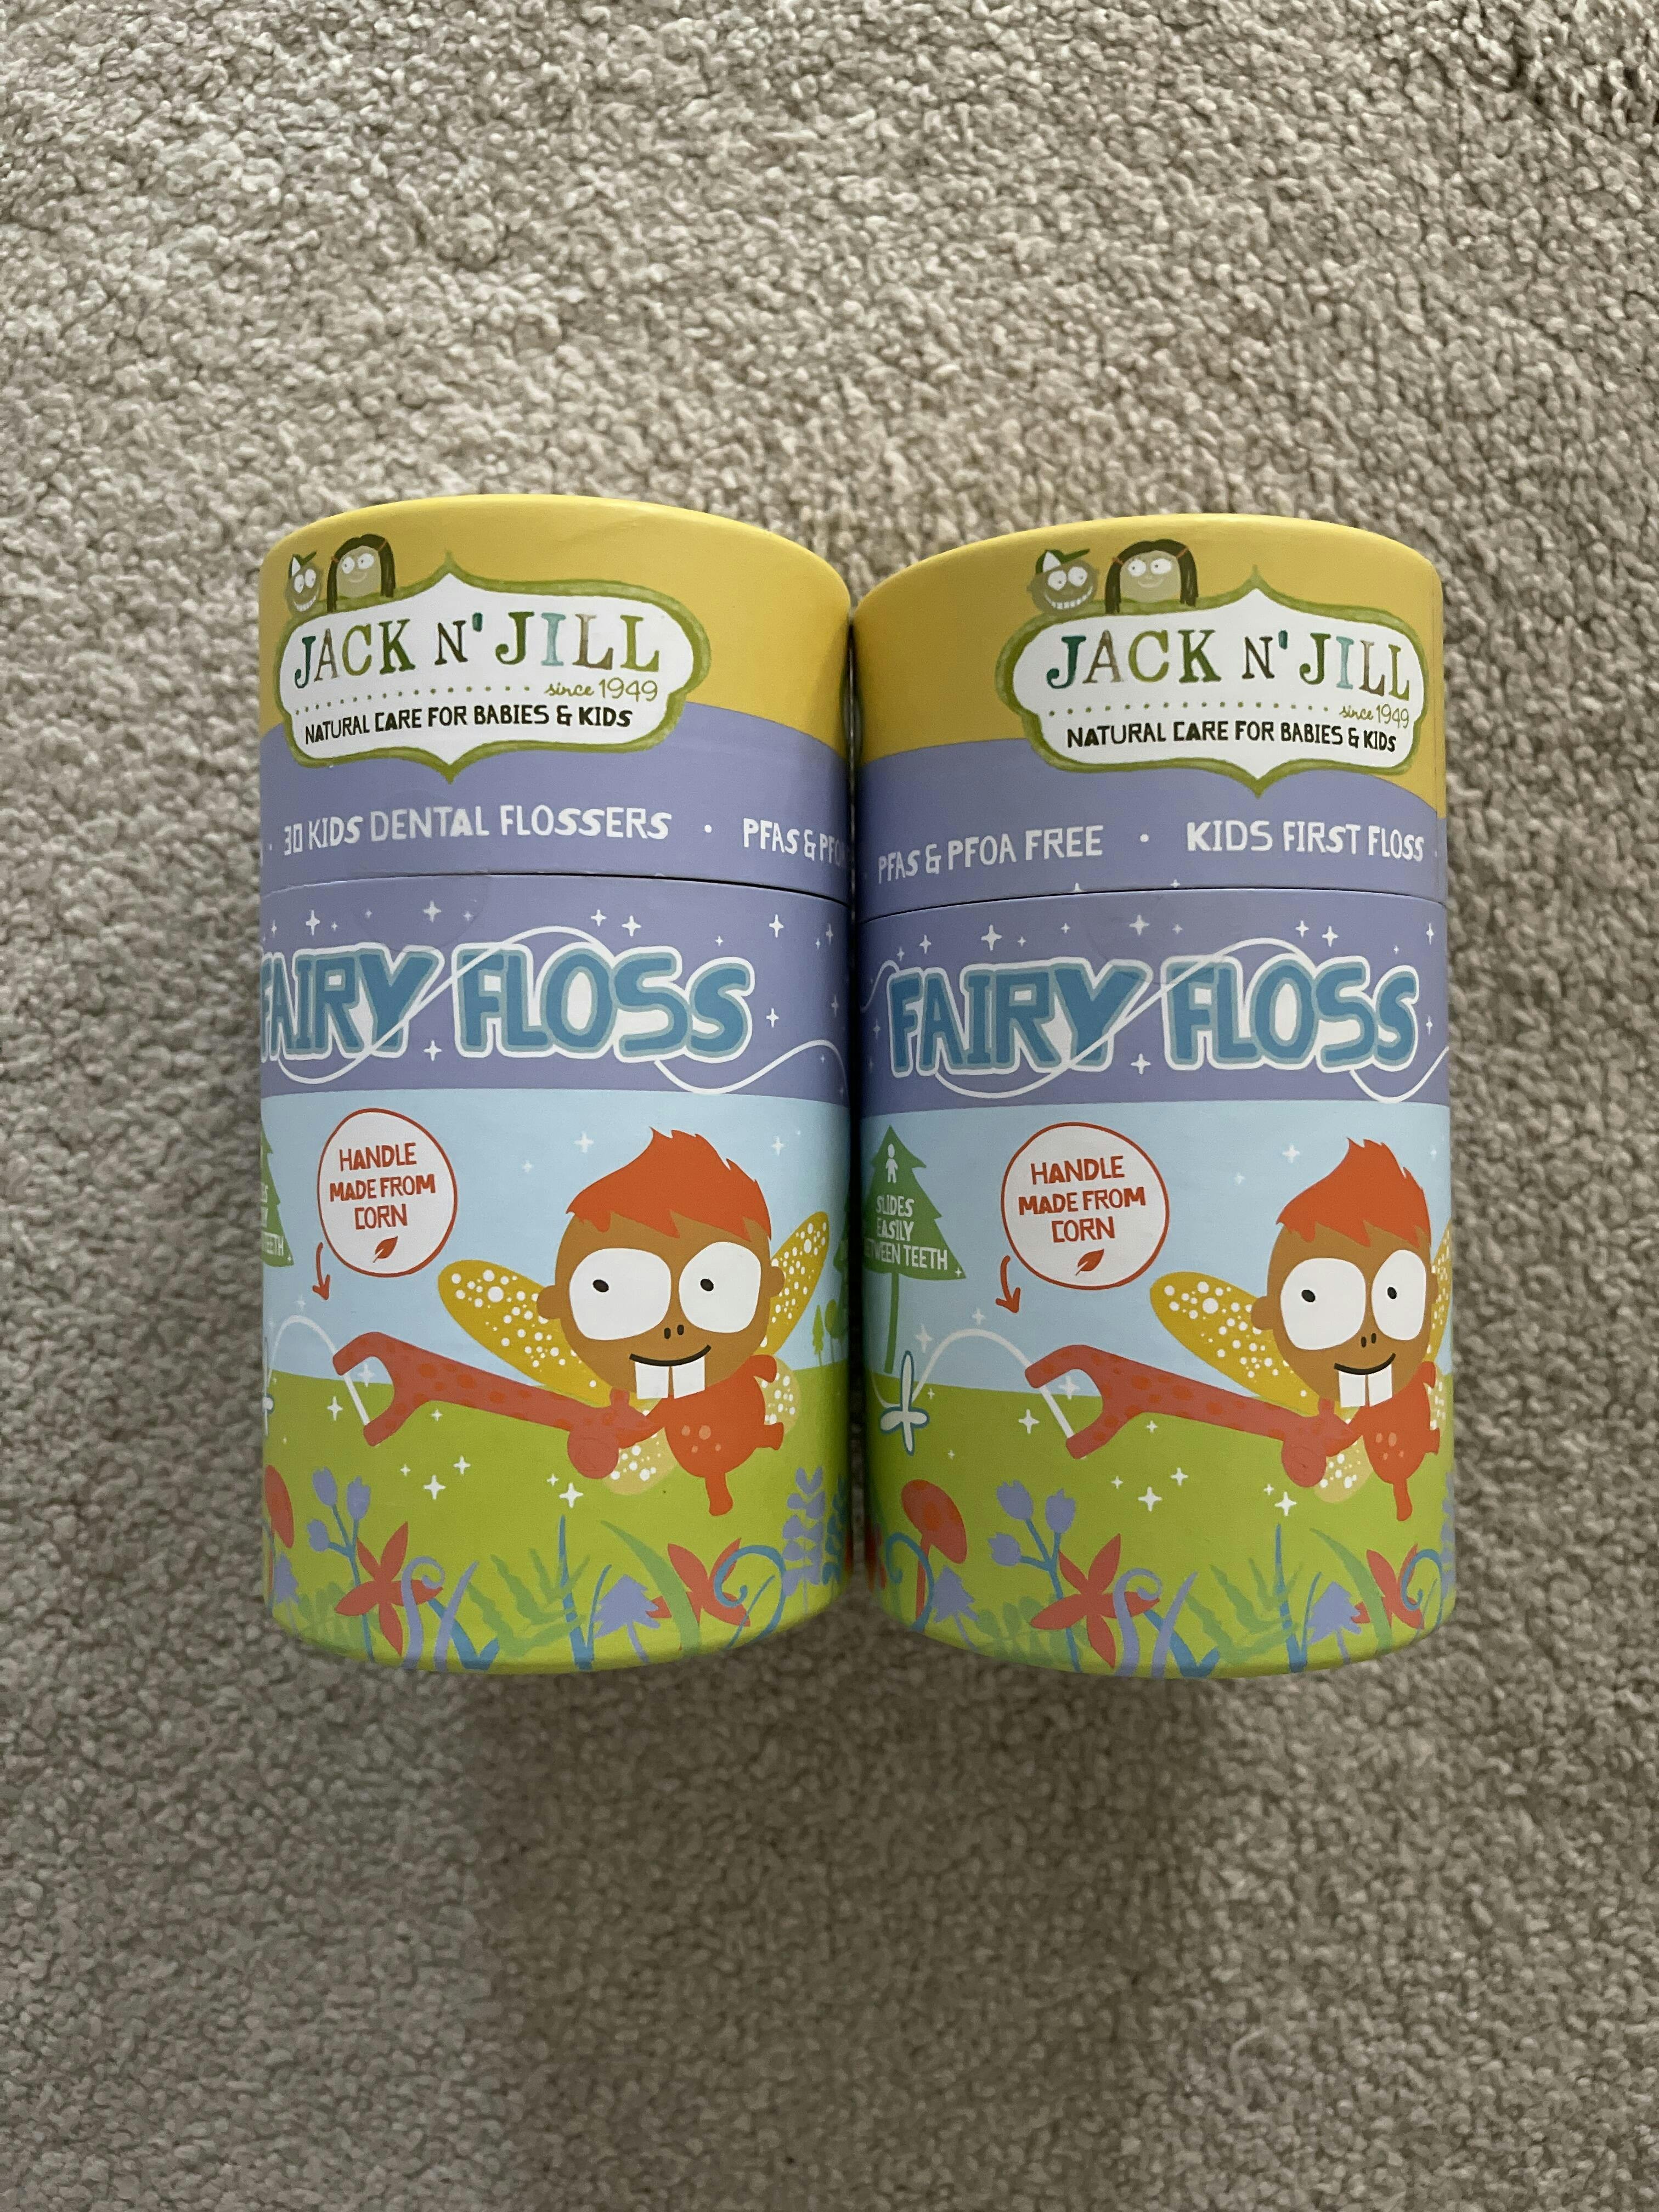 JACK N' JILL
since 1949
NATURAL CARE FOR BABIES & KIDS
30 KIDS DENTAL FLOSSERS · PFAS &
FAIRY FLOSS
HANDLE
MADE FROM
CORN
JACK N' JILL
since 1949
NATURAL CARE FOR BABIES & KIDS
PFAS & PFOA FREE · KIDS FIRST FLOSS
FAIRY FLOSS
SLIDES
EASILY
TEETH
HANDLE
MADE FROM
CORN